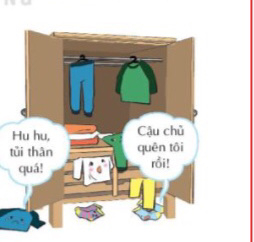 Hu hu,
tủi thân
quá!
Cậu chủ
quên tôi
rồi!